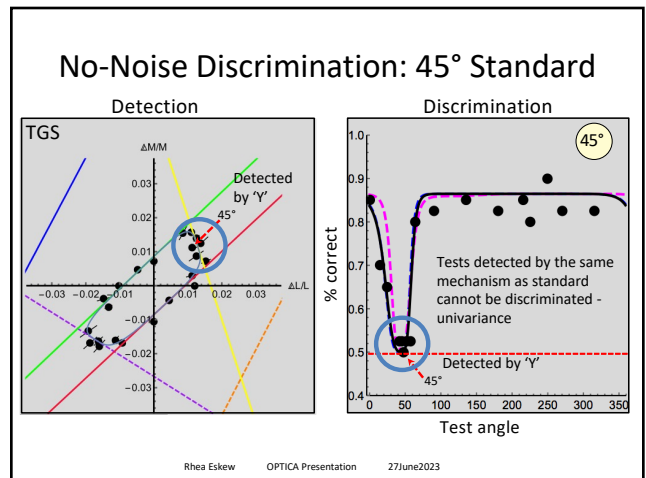 No-Noise Discrimination: 45° Standard
Detection
TGS
ΔM/M
0.03
0.02
0.01
−0.03 −0.02 −0.01 0.01 0.02 0.03
ΔL/L
−0.01
−0.02
−0.03
Detected
by ‘Y’
45°
Discrimination
45°
% correct
1.0
0.9
0.8
0.7
0.6
0.5
0.4
0 50 100 150 200 250 300 350
Tests detected by the same
mechanism as standard
cannot be discriminated -
univariance
Detected by ‘Y’
45°
Test angle
Rhea Eskew OPTICA Presentation 27June2023